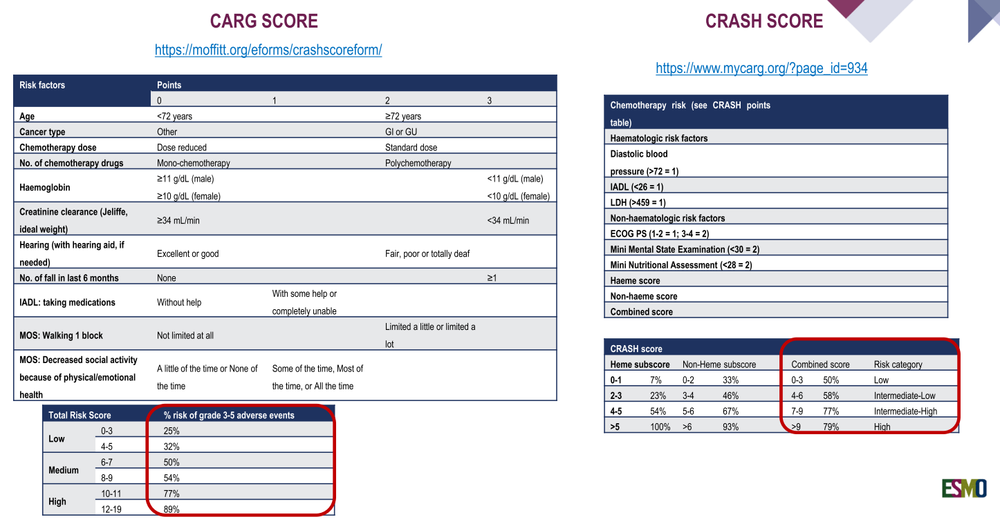 CARG SCORE
https://moffitt.org/eforms/crashscoreform/
Risk factors Points
0 1 2 3
Age <72 years ≥72 years
Cancer type Other GI or GU
Chemotherapy dose Dose reduced Standard dose
No. of chemotherapy drugs Mono-chemotherapy Polychemotherapy
Haemoglobin ≥11 g/dL (male) <11 g/dL (male)
≥10 g/dL (female) <10 g/dL (female)
Creatinine clearance (Jeliffe,
ideal weight) ≥34 mL/min <34 mL/min
Hearing (with hearing aid, if
needed) Excellent or good Fair, poor or totally deaf
No. of fall in last 6 months None ≥1
IADL: taking medications Without help With some help or
completely unable
MOS: Walking 1 block Not limited at all Limited a little or limited a
lot
MOS: Decreased social activity
because of physical/emotional
health A little of the time or None of
the time Some of the time, Most of
the time, or All the time
Total Risk Score % risk of grade 3-5 adverse events
Low 0-3 25%
4-5 32%
Medium 6-7 50%
8-9 54%
High 10-11 77%
12-19 89%
CRASH SCORE
https://www.mycarg.org/?page_id=934
Chemotherapy risk (see CRASH points
table)
Haematologic risk factors
Diastolic blood
pressure (>72 = 1)
IADL (<26 = 1)
LDH (>459 = 1)
Non-haematologic risk factors
ECOG PS (1-2 = 1; 3-4 = 2)
Mini Mental State Examination (<30 = 2)
Mini Nutritional Assessment (<28 = 2)
Haeme score
Non-haeme score
Combined score
CRASH score
Heme subscore Non-Heme subscore Combined score Risk category
0-1 7% 0-2 33% 0-3 50% Low
2-3 23% 3-4 46% 4-6 58% Intermediate-Low
4-5 54% 5-6 67% 7-9 77% Intermediate-High
>5 100% >6 93% >9 79% High
ESMO